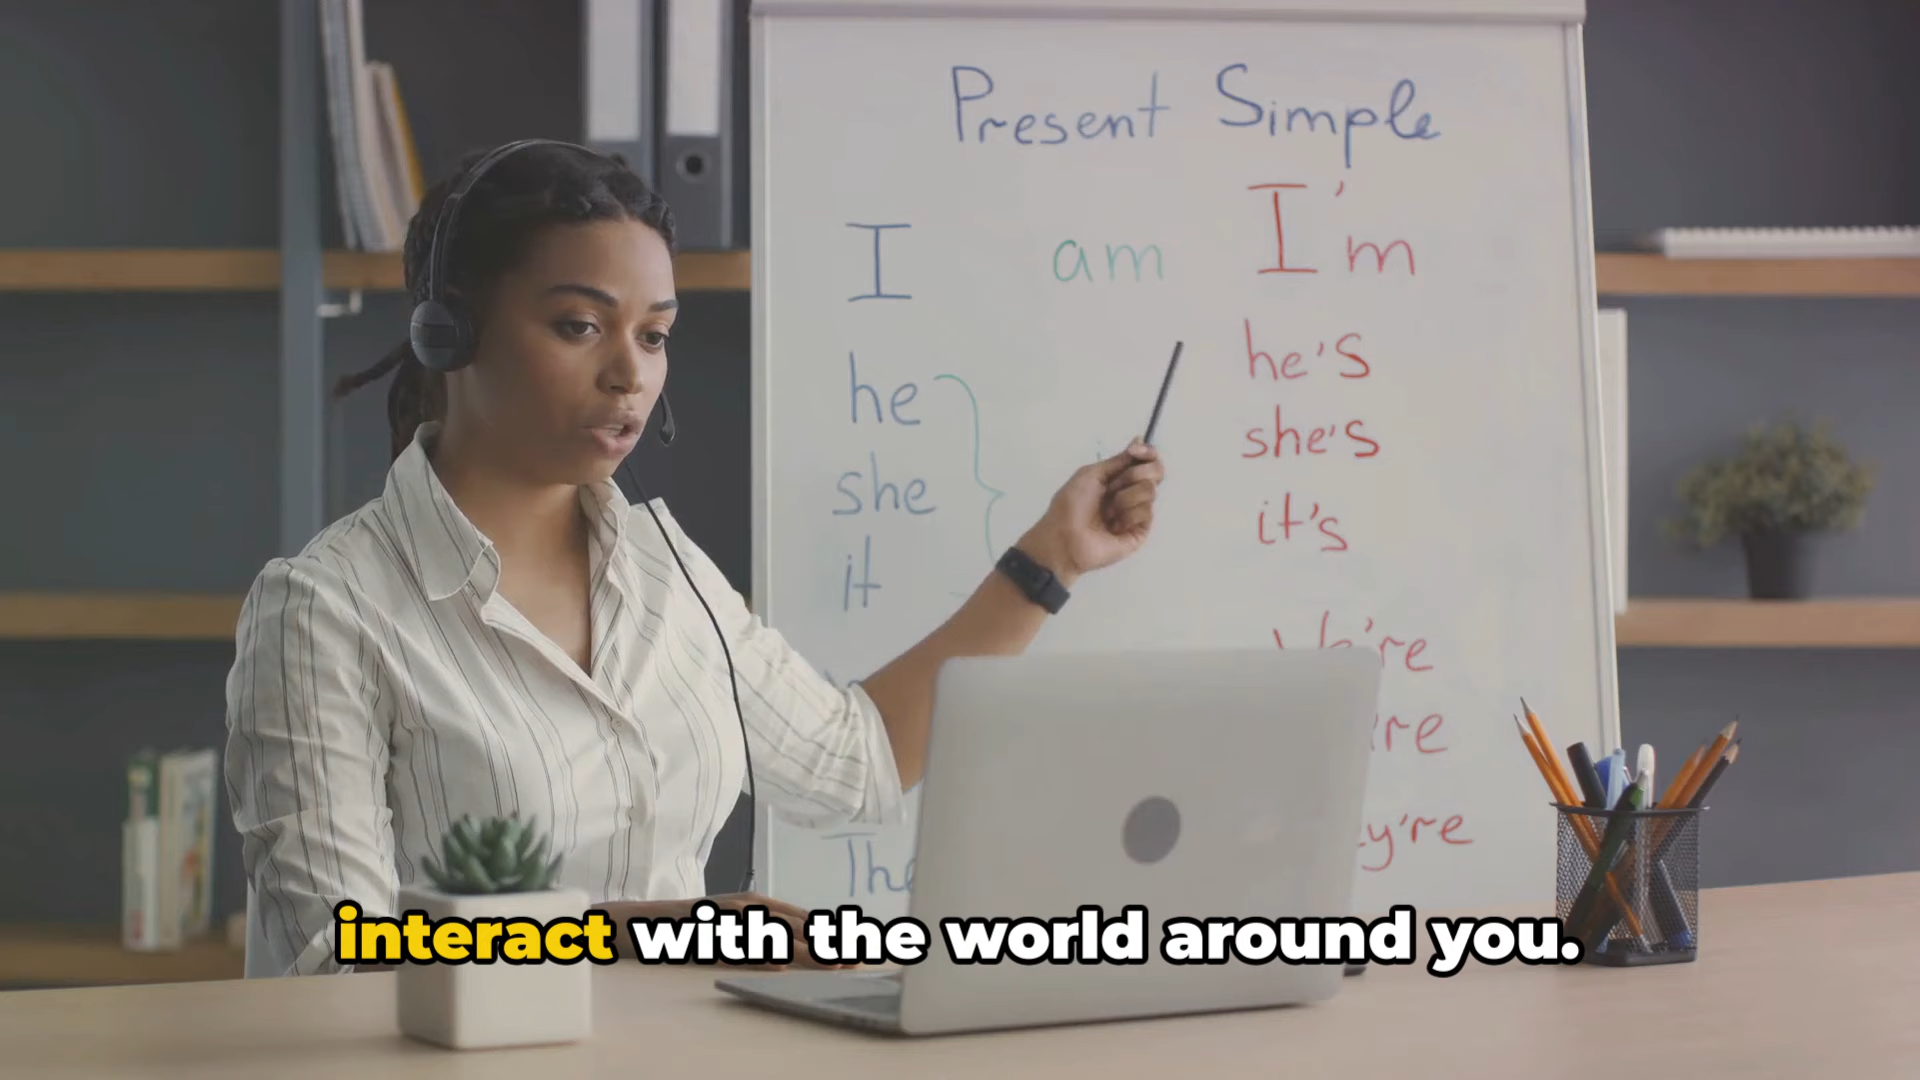 Present Simple
I am I'm
he he's
she she's
it it's
interact with the world around you.